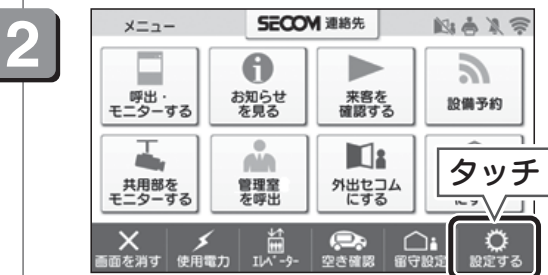 2
メニュー
SECOM 連絡先
呼出・
モニターする
お知らせ
を見る
来客を
確認する
設備予約
共用部を
モニターする
管理室
を呼出
外出セコム
にする
タッチ
にする
画面を消す
使用電力
エレベーター
空き確認
留守設定
設定する